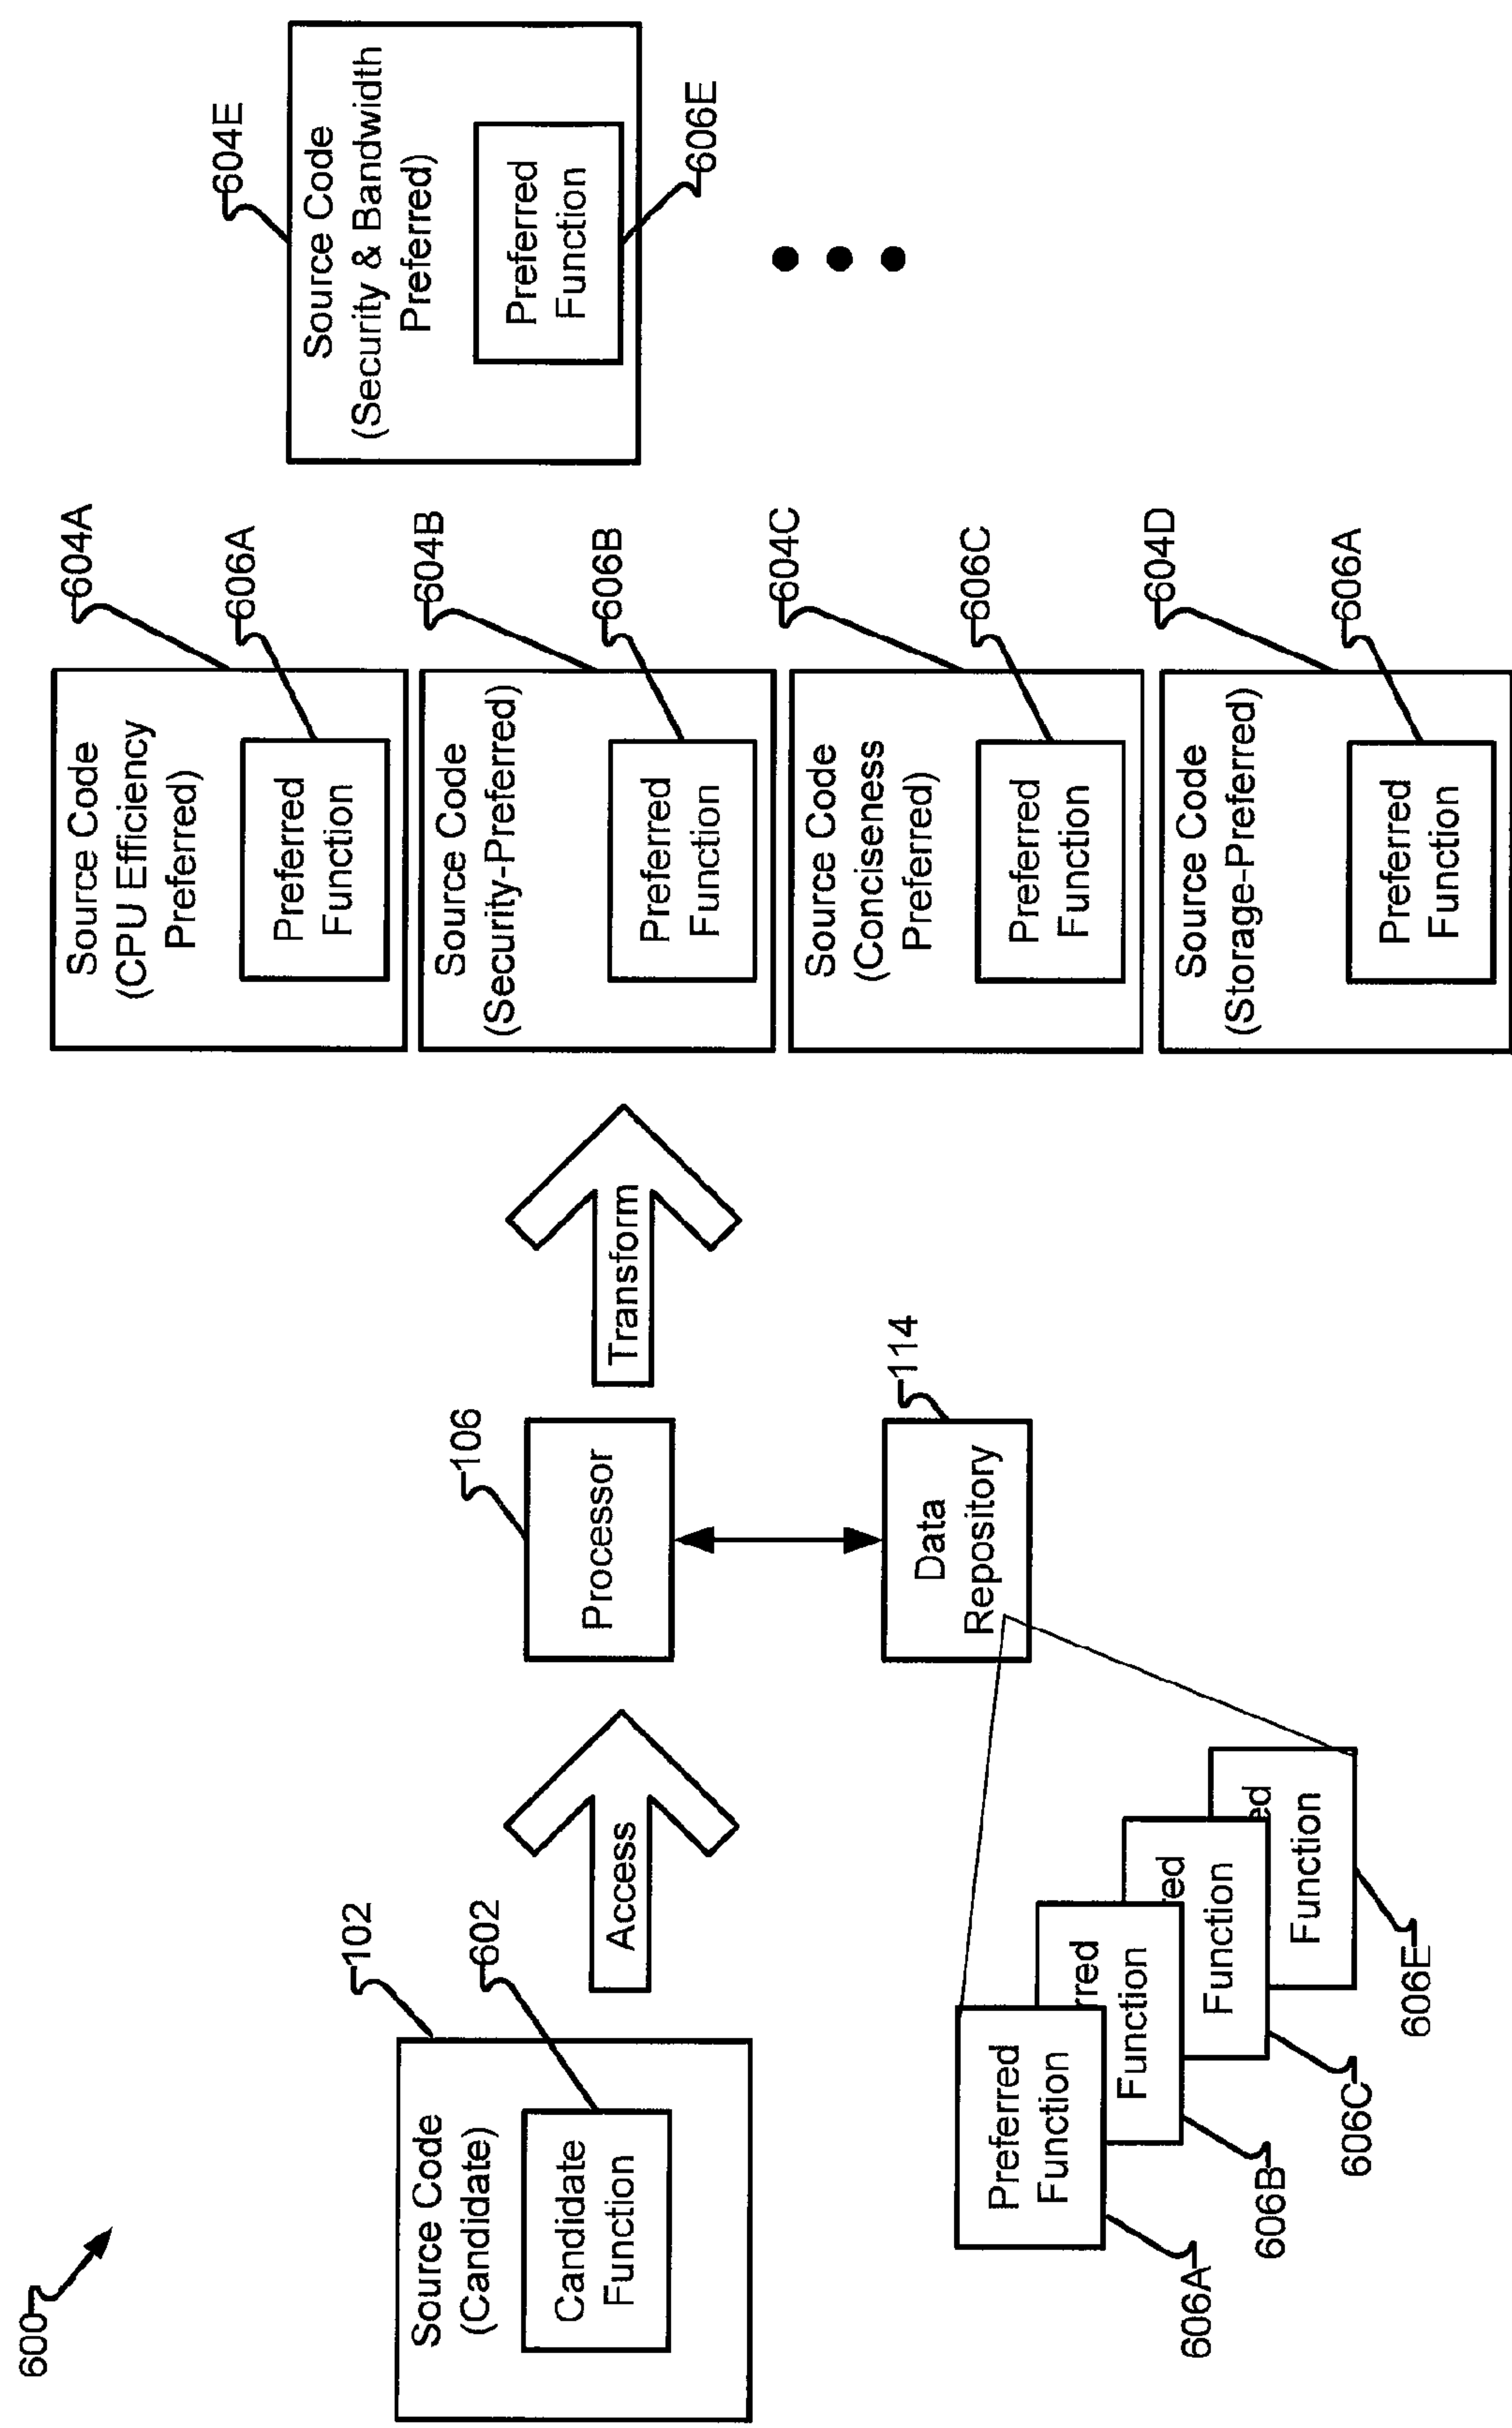 600
102
Source Code
(Candidate)
602
Candidate
Function
Access
106
Processor
114
Data
Repository
Preferred
Function
606A
rred
Function
606B
ed
Function
606C
ed
Function
606E
Transform
604A
Source Code
(CPU Efficiency
Preferred)
606A
Preferred
Function
604B
Source Code
(Security-Preferred)
606B
Preferred
Function
604C
Source Code
(Conciseness
Preferred)
606C
Preferred
Function
604D
Source Code
(Storage-Preferred)
606A
Preferred
Function
604E
Source Code
(Security & Bandwidth
Preferred)
606E
Preferred
Function